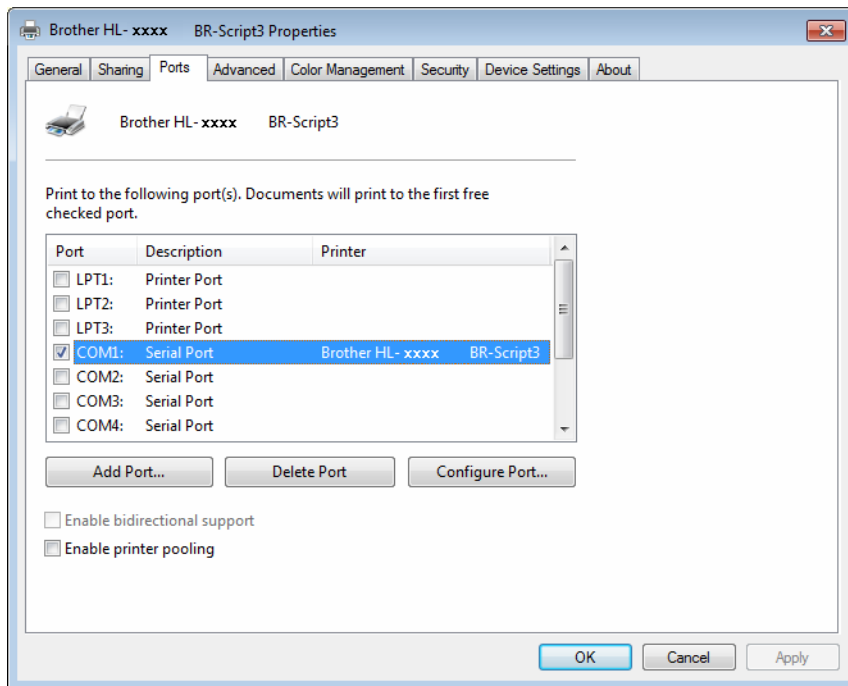 Brother HL- xxxx BR-Script3 Properties
General Sharing Ports Advanced Color Management Security Device Settings About
Brother HL- xxxx BR-Script3
Print to the following port(s). Documents will print to the first free
checked port.
Port Description Printer
LPT1: Printer Port
LPT2: Printer Port
LPT3: Printer Port
COM1: Serial Port Brother HL- xxxx BR-Script3
COM2: Serial Port
COM3: Serial Port
COM4: Serial Port
Add Port... Delete Port Configure Port...
Enable bidirectional support
Enable printer pooling
OK Cancel Apply